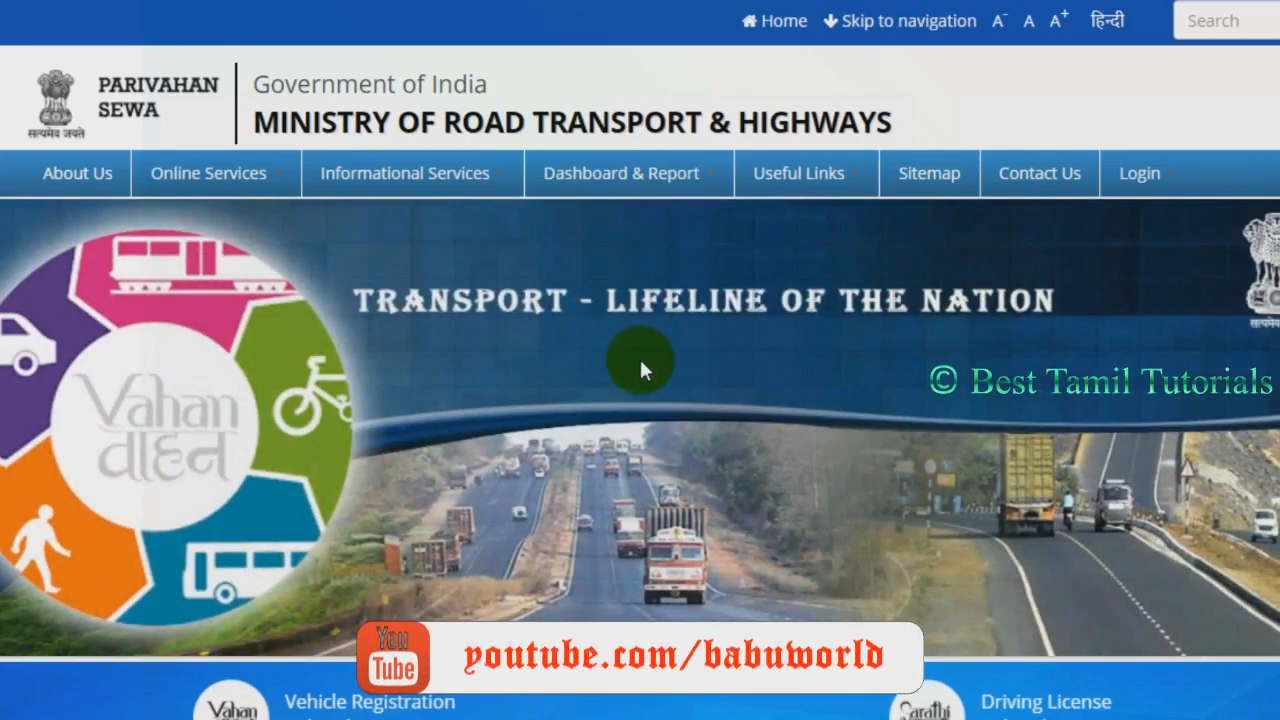 Home Skip to navigation A- A A+ हिन्दी Search
PARIVAHAN
SEWA
सत्यमेव जयते
Government of India
MINISTRY OF ROAD TRANSPORT & HIGHWAYS
About Us Online Services Informational Services Dashboard & Report Useful Links Sitemap Contact Us Login
TRANSPORT - LIFELINE OF THE NATION
Vahan
वाहन
© Best Tamil Tutorials
You
Tube
youtube.com/babuworld
Vahan
Vehicle Registration
Sarathi
Driving License